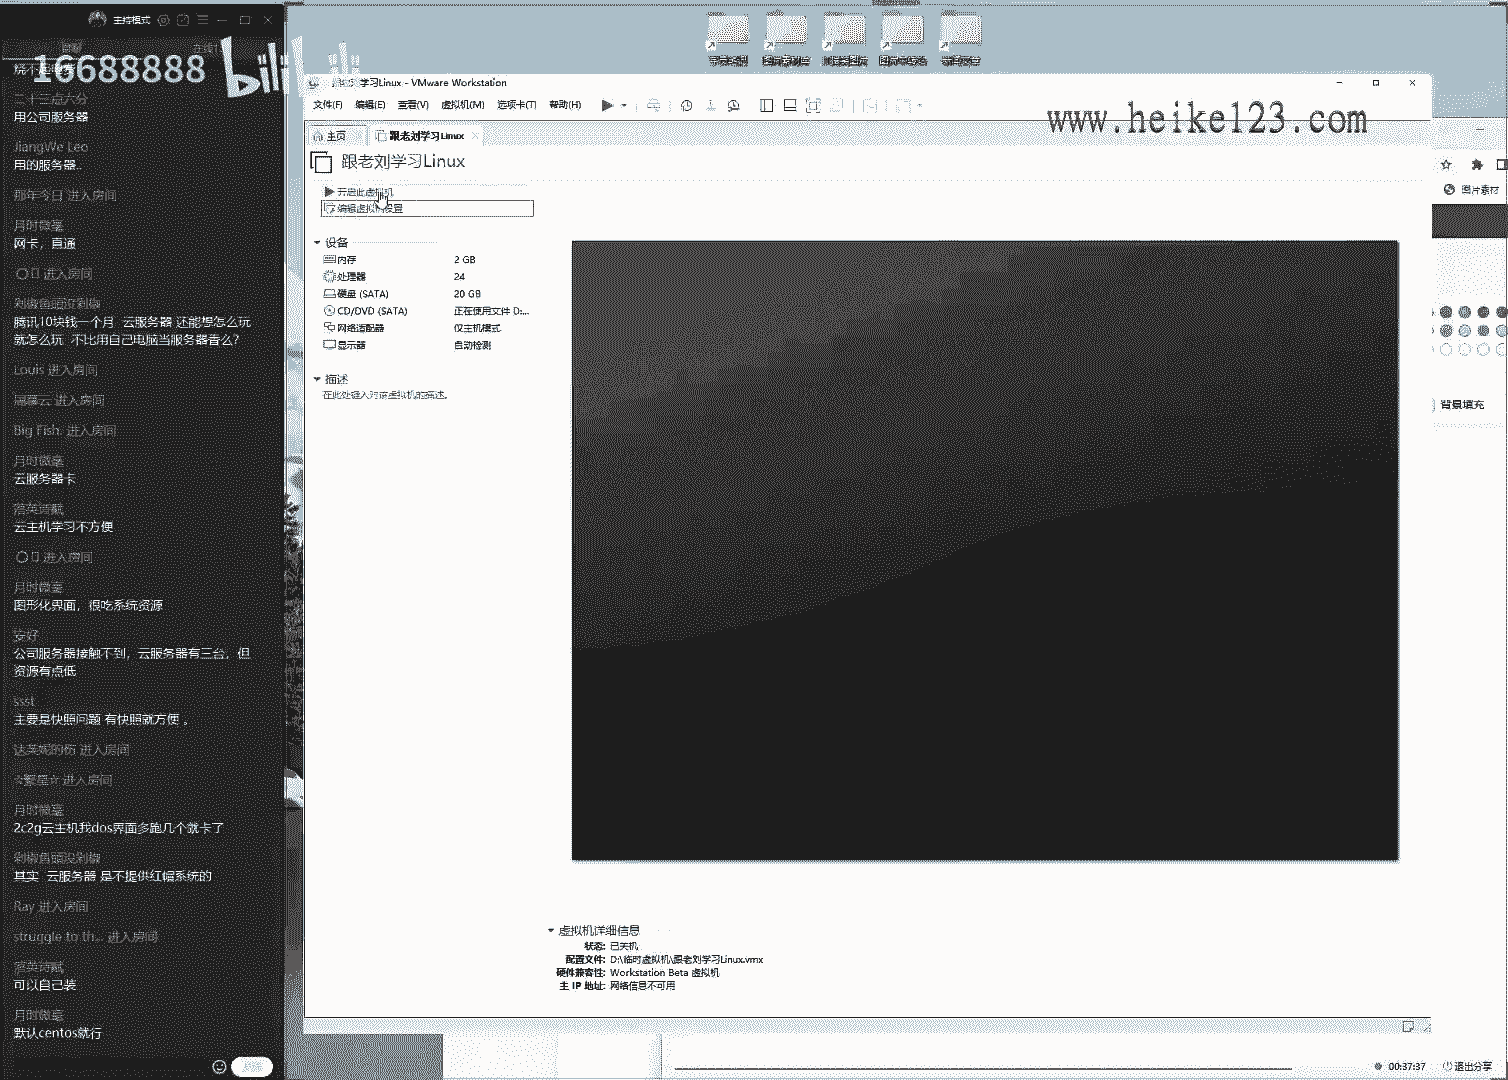 主持模式
16688888
bilibili
二十三点六分
用公司服务器
JiangWe Leo
用的服务器..
那年今日 进入房间
月时微毫
网卡，直通
进入房间
剁椒鱼頭没剁椒
腾讯10块钱一个月 云服务器 还能想怎么玩
就怎么玩 不比用自己电脑当服务器香么？
Louis 进入房间
进入房间
Big Fish. 进入房间
月时微毫
云服务器卡
云主机学习不方便
进入房间
月时微毫
图形化界面，很吃系统资源
安好
公司服务器接触不到，云服务器有三台，但
资源有点低
ssst
主要是快照问题 有快照就方便 。
进入房间
☆繁星☆ 进入房间
月时微毫
2c2g云主机我dos界面多跑几个就卡了
剁椒鱼頭没剁椒
其实 云服务器 是不提供红帽系统的
Ray 进入房间
struggle to th... 进入房间
可以自己装
月时微毫
默认centos就行
跟老刘学习Linux - VMware Workstation
文件(F) 编辑(E) 查看(V) 虚拟机(M) 选项卡(T) 帮助(H)
www.heike123.com
主页 跟老刘学习Linux
跟老刘学习Linux
开启此虚拟机
编辑虚拟机设置
设备
内存 2 GB
处理器 24
硬盘 (SATA) 20 GB
CD/DVD (SATA) 正在使用文件 D:...
网络适配器 仅主机模式
显示器 自动检测
描述
在此处键入对该虚拟机的描述。
虚拟机详细信息
状态: 已关机
配置文件: D:\临时虚拟机\跟老刘学习Linux.vmx
硬件兼容性: Workstation Beta 虚拟机
主 IP 地址: 网络信息不可用
图片素材
背景填充
00:37:37 退出分享